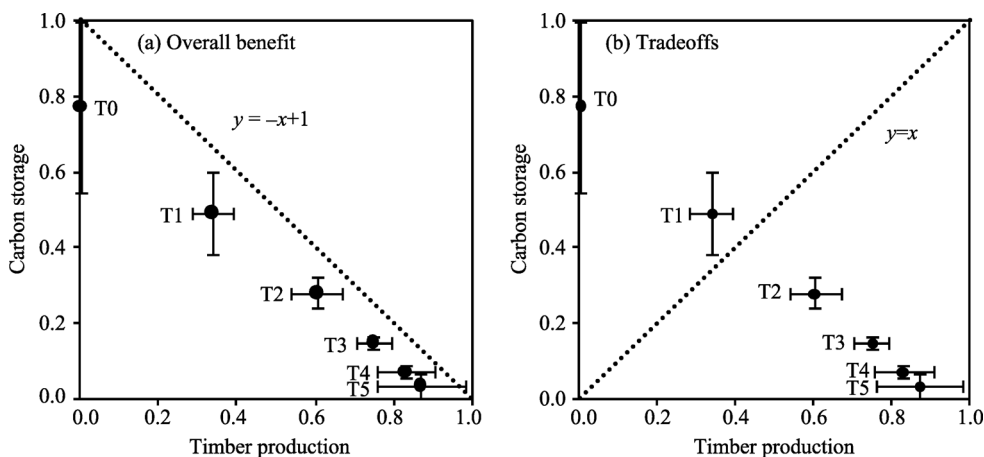 (a) Overall benefit
y = –x+1
T0
T1
T2
T3
T4
T5
Carbon storage
1.0
0.8
0.6
0.4
0.2
0.0
0.0 0.2 0.4 0.6 0.8 1.0
Timber production
(b) Tradeoffs
y=x
T0
T1
T2
T3
T4
T5
Carbon storage
1.0
0.8
0.6
0.4
0.2
0.0
0.0 0.2 0.4 0.6 0.8 1.0
Timber production